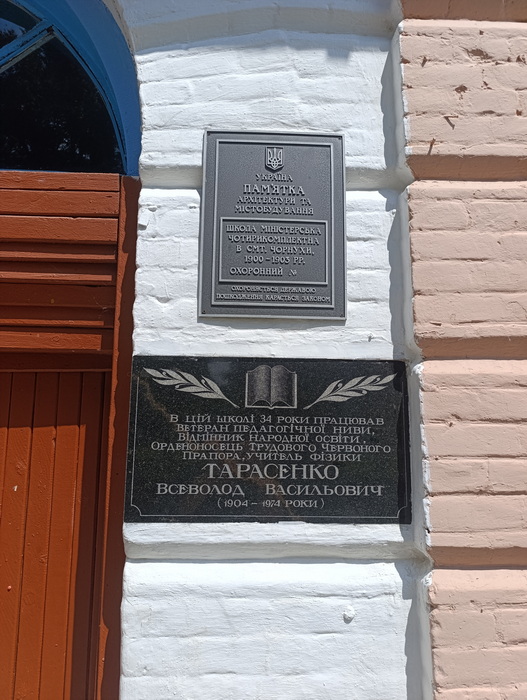 УКРАЇНА
ПАМ'ЯТКА
АРХІТЕКТУРИ ТА
МІСТОБУДУВАННЯ
ШКОЛА МІНІСТЕРСЬКА
ЧОТИРИКОМПЛЕКТНА
В СМТ. ЧОРНУХИ,
1900-1903 РР.
ОХОРОННИЙ №
ОХОРОНЯЄТЬСЯ ДЕРЖАВОЮ
ПОШКОДЖЕННЯ КАРАЄТЬСЯ ЗАКОНОМ
В ЦІЙ ШКОЛІ 34 РОКИ ПРАЦЮВАВ
ВЕТЕРАН ПЕДАГОГІЧНОЇ НИВИ,
ВІДМІННИК НАРОДНОЇ ОСВІТИ,
ОРДЕНОНОСЕЦЬ ТРУДОВОГО ЧЕРВОНОГО
ПРАПОРА, УЧИТЕЛЬ ФІЗИКИ
ТАРАСЕНКО
ВСЕВОЛОД ВАСИЛЬОВИЧ
(1904-1974 РОКИ)